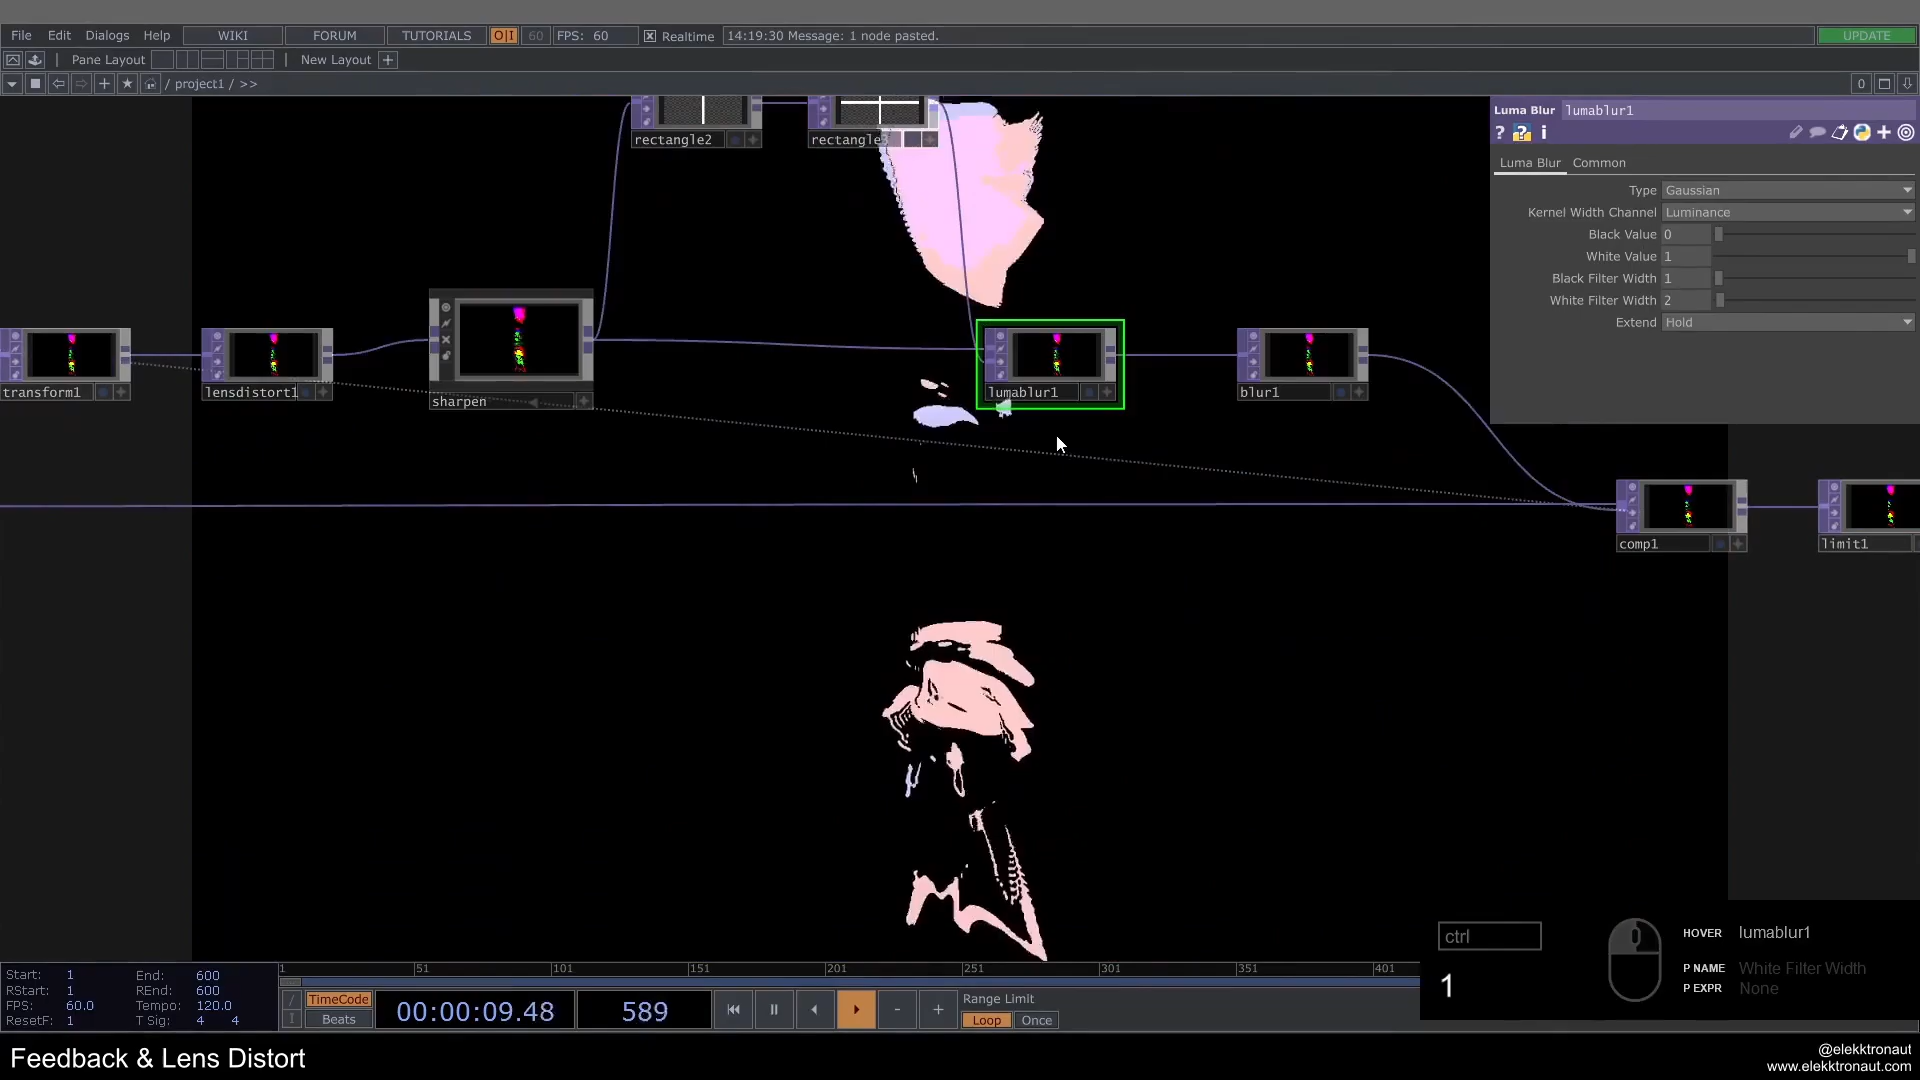 File Edit Dialogs Help WIKI FORUM TUTORIALS O|I 60 FPS: 60 Realtime 14:19:30 Message: 1 node pasted. UPDATE
Pane Layout New Layout
/ project1 / >> 0
Luma Blur lumablur1
? ? i
Luma Blur Common
Type Gaussian
Kernel Width Channel Luminance
Black Value 0
White Value 1
Black Filter Width 1
White Filter Width 2
Extend Hold
rectangle2
rectangle3
transform1
lensdistort1
sharpen
lumablur1
blur1
comp1
limit1
ctrl
1
HOVER lumablur1
P NAME White Filter Width
P EXPR None
1 51 101 151 201 251 301 351 401
Start: 1 End: 600
RStart: 1 REnd: 600
FPS: 60.0 Tempo: 120.0
ResetF: 1 T Sig: 4 4
TimeCode
Beats
00:00:09.48
589
Range Limit
Loop Once
Feedback & Lens Distort
@elekktronaut
www.elekktronaut.com